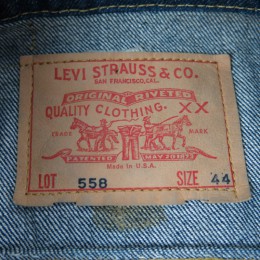 LEVI STRAUSS & CO.
SAN FRANCISCO, CAL.
ORIGINAL RIVETED
QUALITY CLOTHING. XX
TRADE MARK
PATENTED MAY 20 1873
Made in U.S.A.
LOT 558 SIZE 44